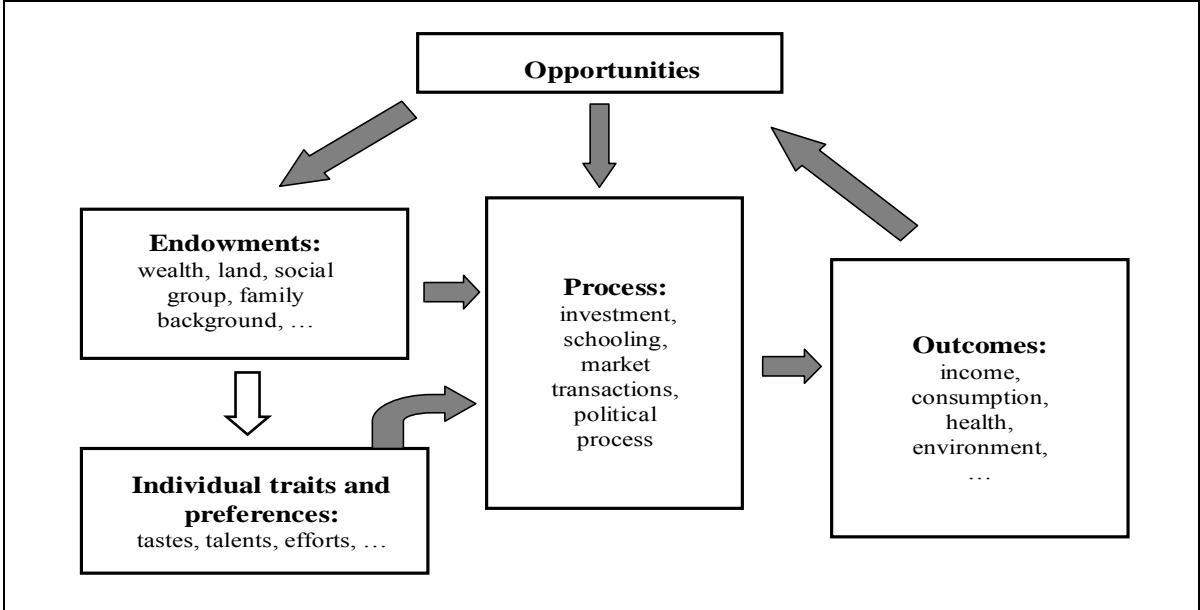 Opportunities
Endowments:
wealth, land, social
group, family
background, …
Process:
investment,
schooling,
market
transactions,
political
process
Outcomes:
income,
consumption,
health,
environment,
…
Individual traits and
preferences:
tastes, talents, efforts, …